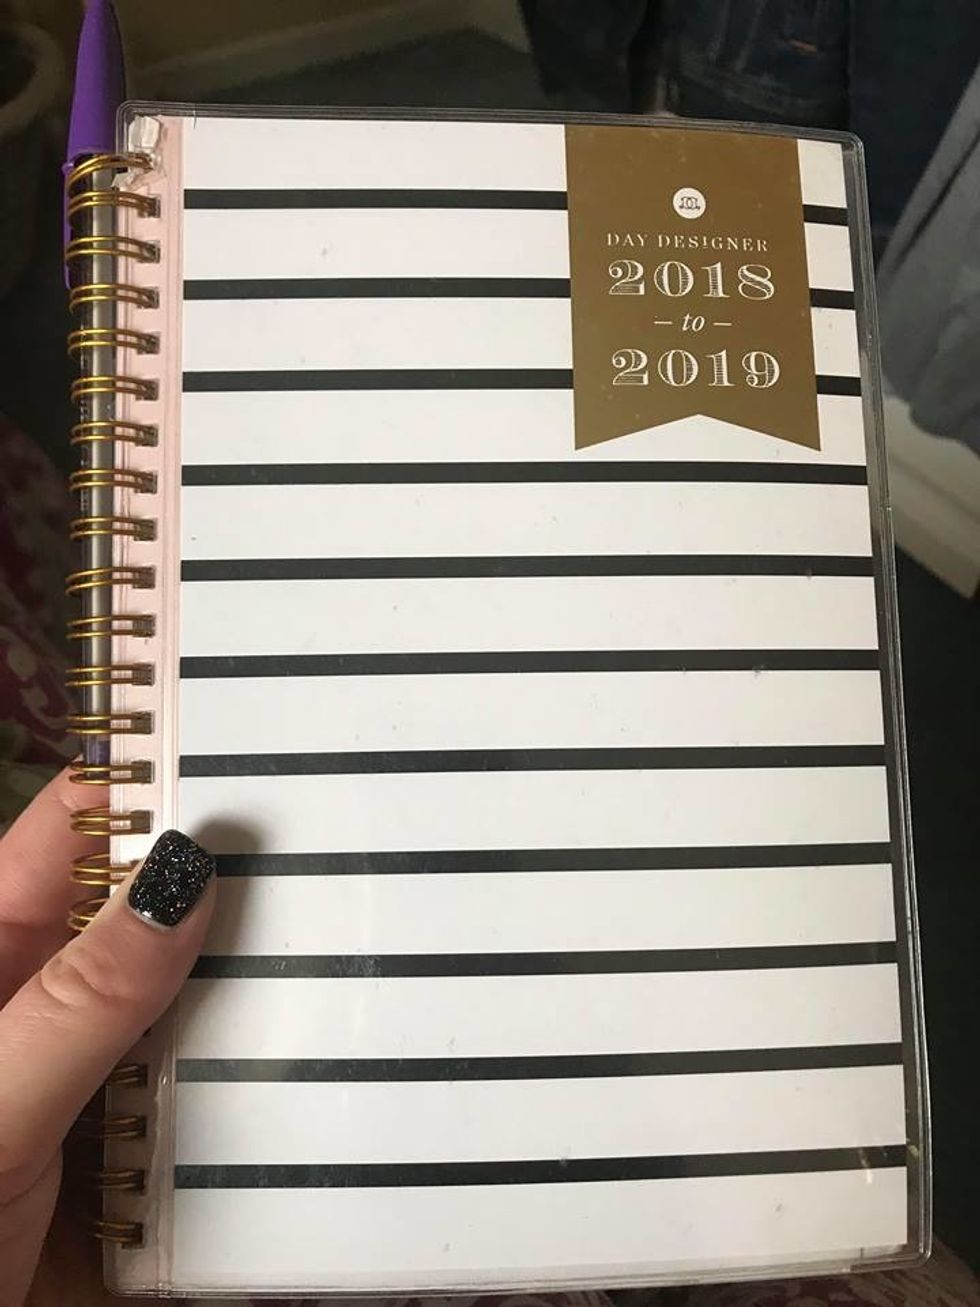 DAY DESIGNER
2018
– to –
2019